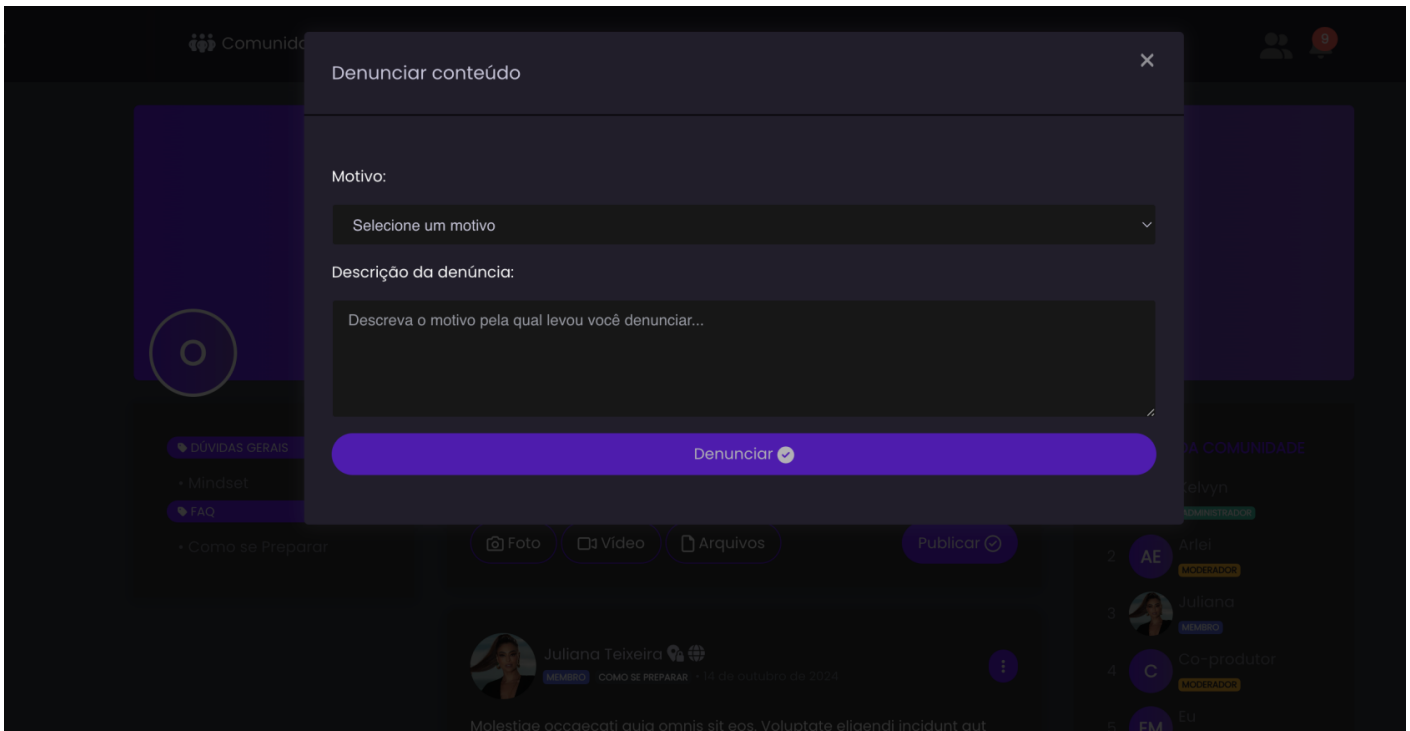 Comunida
9
Denunciar conteúdo
Motivo:
Selecione um motivo
Descrição da denúncia:
Descreva o motivo pela qual levou você denunciar...
Denunciar
O
DÚVIDAS GERAIS
• Mindset
FAQ
• Como se Preparar
Foto
Vídeo
Arquivos
Publicar
Juliana Teixeira
MEMBRO COMO SE PREPARAR • 14 de outubro de 2024
Molestiae occaecati quia omnis sit eos. Voluptate eligendi incidunt aut
DA COMUNIDADE
Kelvyn
ADMINISTRADOR
2 AE Arlei
MODERADOR
3 Juliana
MEMBRO
4 C Co-produtor
MODERADOR
5 EM Eu